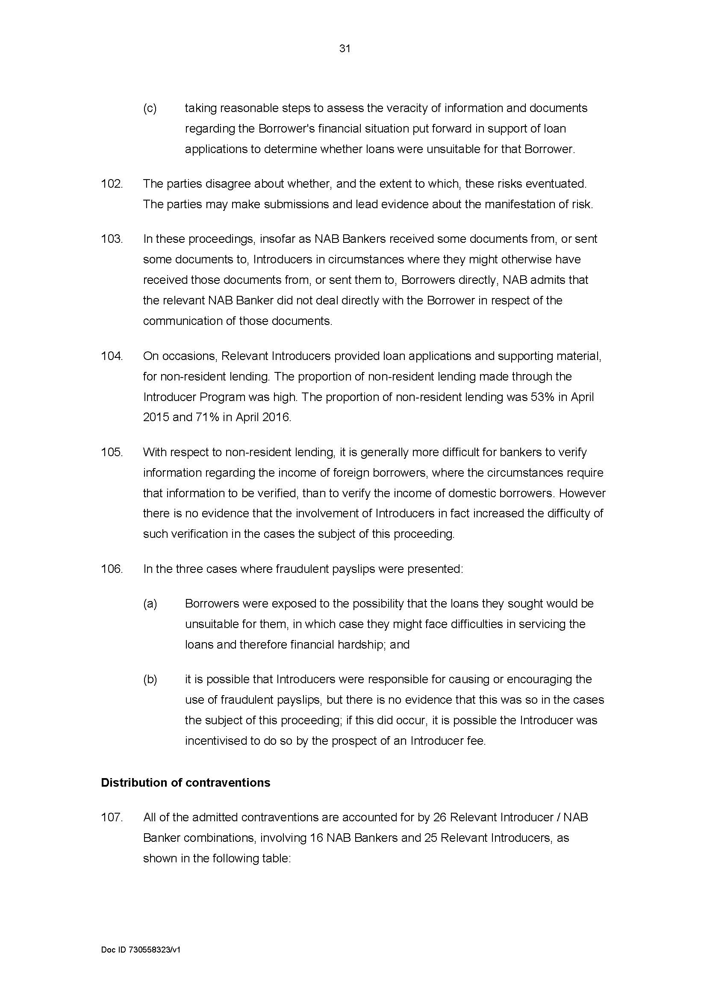 31
(c) taking reasonable steps to assess the veracity of information and documents
regarding the Borrower's financial situation put forward in support of loan
applications to determine whether loans were unsuitable for that Borrower.
102. The parties disagree about whether, and the extent to which, these risks eventuated.
The parties may make submissions and lead evidence about the manifestation of risk.
103. In these proceedings, insofar as NAB Bankers received some documents from, or sent
some documents to, Introducers in circumstances where they might otherwise have
received those documents from, or sent them to, Borrowers directly, NAB admits that
the relevant NAB Banker did not deal directly with the Borrower in respect of the
communication of those documents.
104. On occasions, Relevant Introducers provided loan applications and supporting material,
for non-resident lending. The proportion of non-resident lending made through the
Introducer Program was high. The proportion of non-resident lending was 53% in April
2015 and 71% in April 2016.
105. With respect to non-resident lending, it is generally more difficult for bankers to verify
information regarding the income of foreign borrowers, where the circumstances require
that information to be verified, than to verify the income of domestic borrowers. However
there is no evidence that the involvement of Introducers in fact increased the difficulty of
such verification in the cases the subject of this proceeding.
106. In the three cases where fraudulent payslips were presented:
(a) Borrowers were exposed to the possibility that the loans they sought would be
unsuitable for them, in which case they might face difficulties in servicing the
loans and therefore financial hardship; and
(b) it is possible that Introducers were responsible for causing or encouraging the
use of fraudulent payslips, but there is no evidence that this was so in the cases
the subject of this proceeding; if this did occur, it is possible the Introducer was
incentivised to do so by the prospect of an Introducer fee.
Distribution of contraventions
107. All of the admitted contraventions are accounted for by 26 Relevant Introducer / NAB
Banker combinations, involving 16 NAB Bankers and 25 Relevant Introducers, as
shown in the following table:
Doc ID 730558323/v1